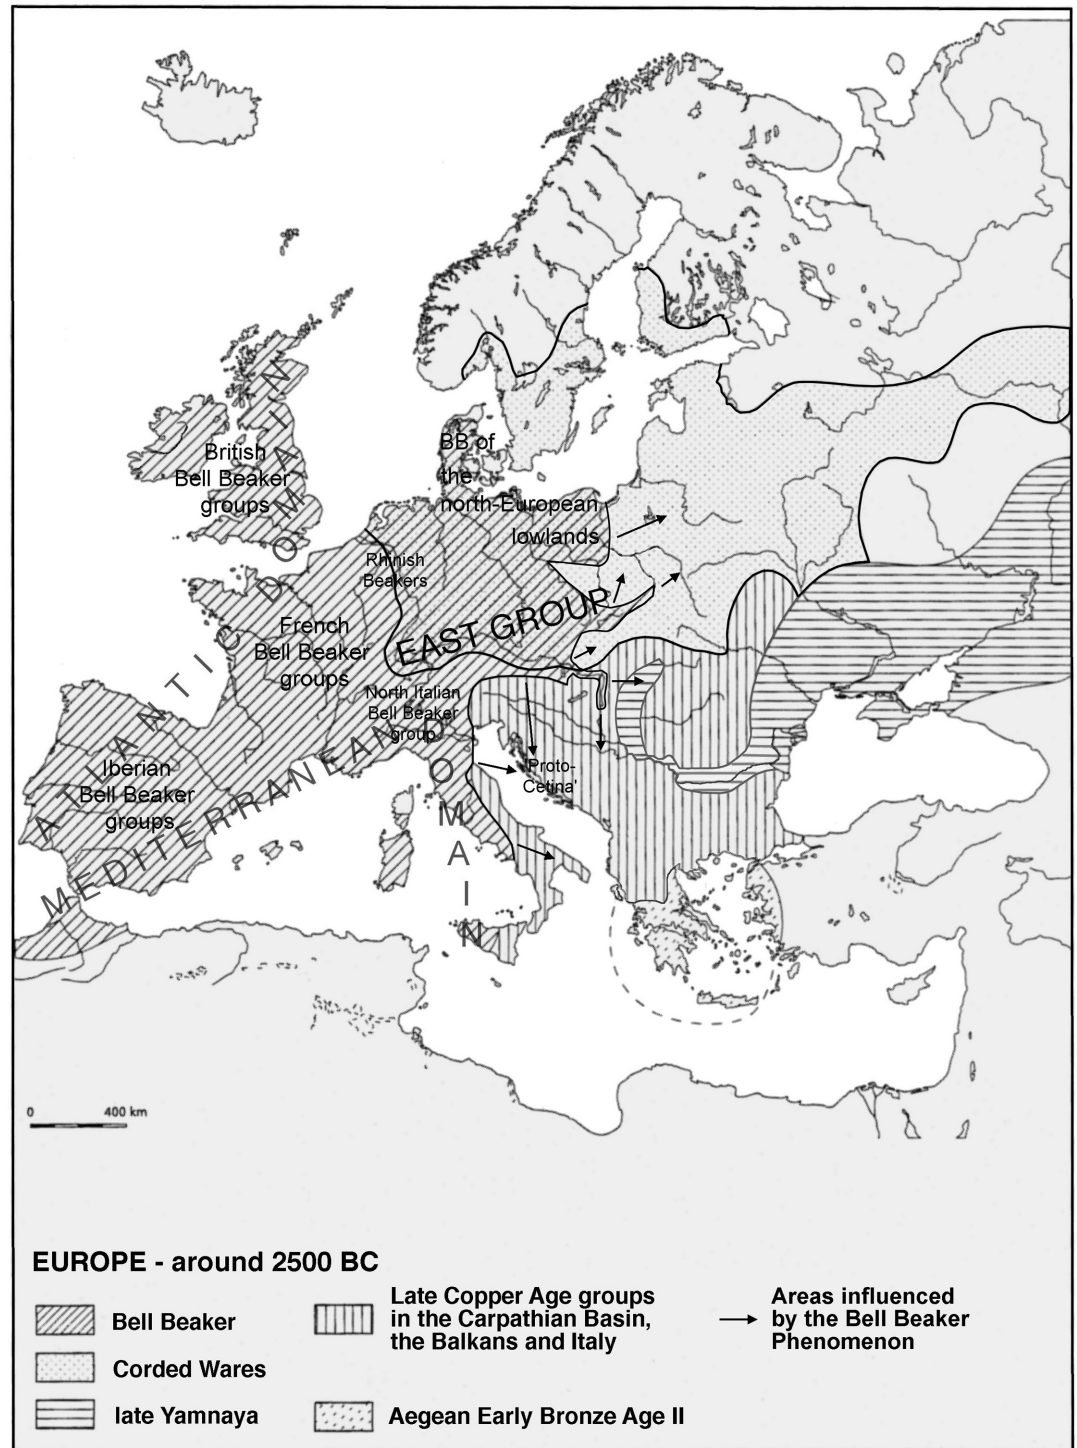 BB of
the
north-European
lowlands
British
Bell Beaker
groups
Rhinish
Beakers
EAST GROUP
French
Bell Beaker
groups
North Italian
Bell Beaker
group
'Proto-
Cetina'
Iberian
Bell Beaker
groups
ATLANTIC DOMAIN
MEDITERRANEAN DOMAIN
0 400 km
EUROPE - around 2500 BC
Bell Beaker
Corded Wares
late Yamnaya
Late Copper Age groups
in the Carpathian Basin,
the Balkans and Italy
Aegean Early Bronze Age II
Areas influenced
by the Bell Beaker
Phenomenon